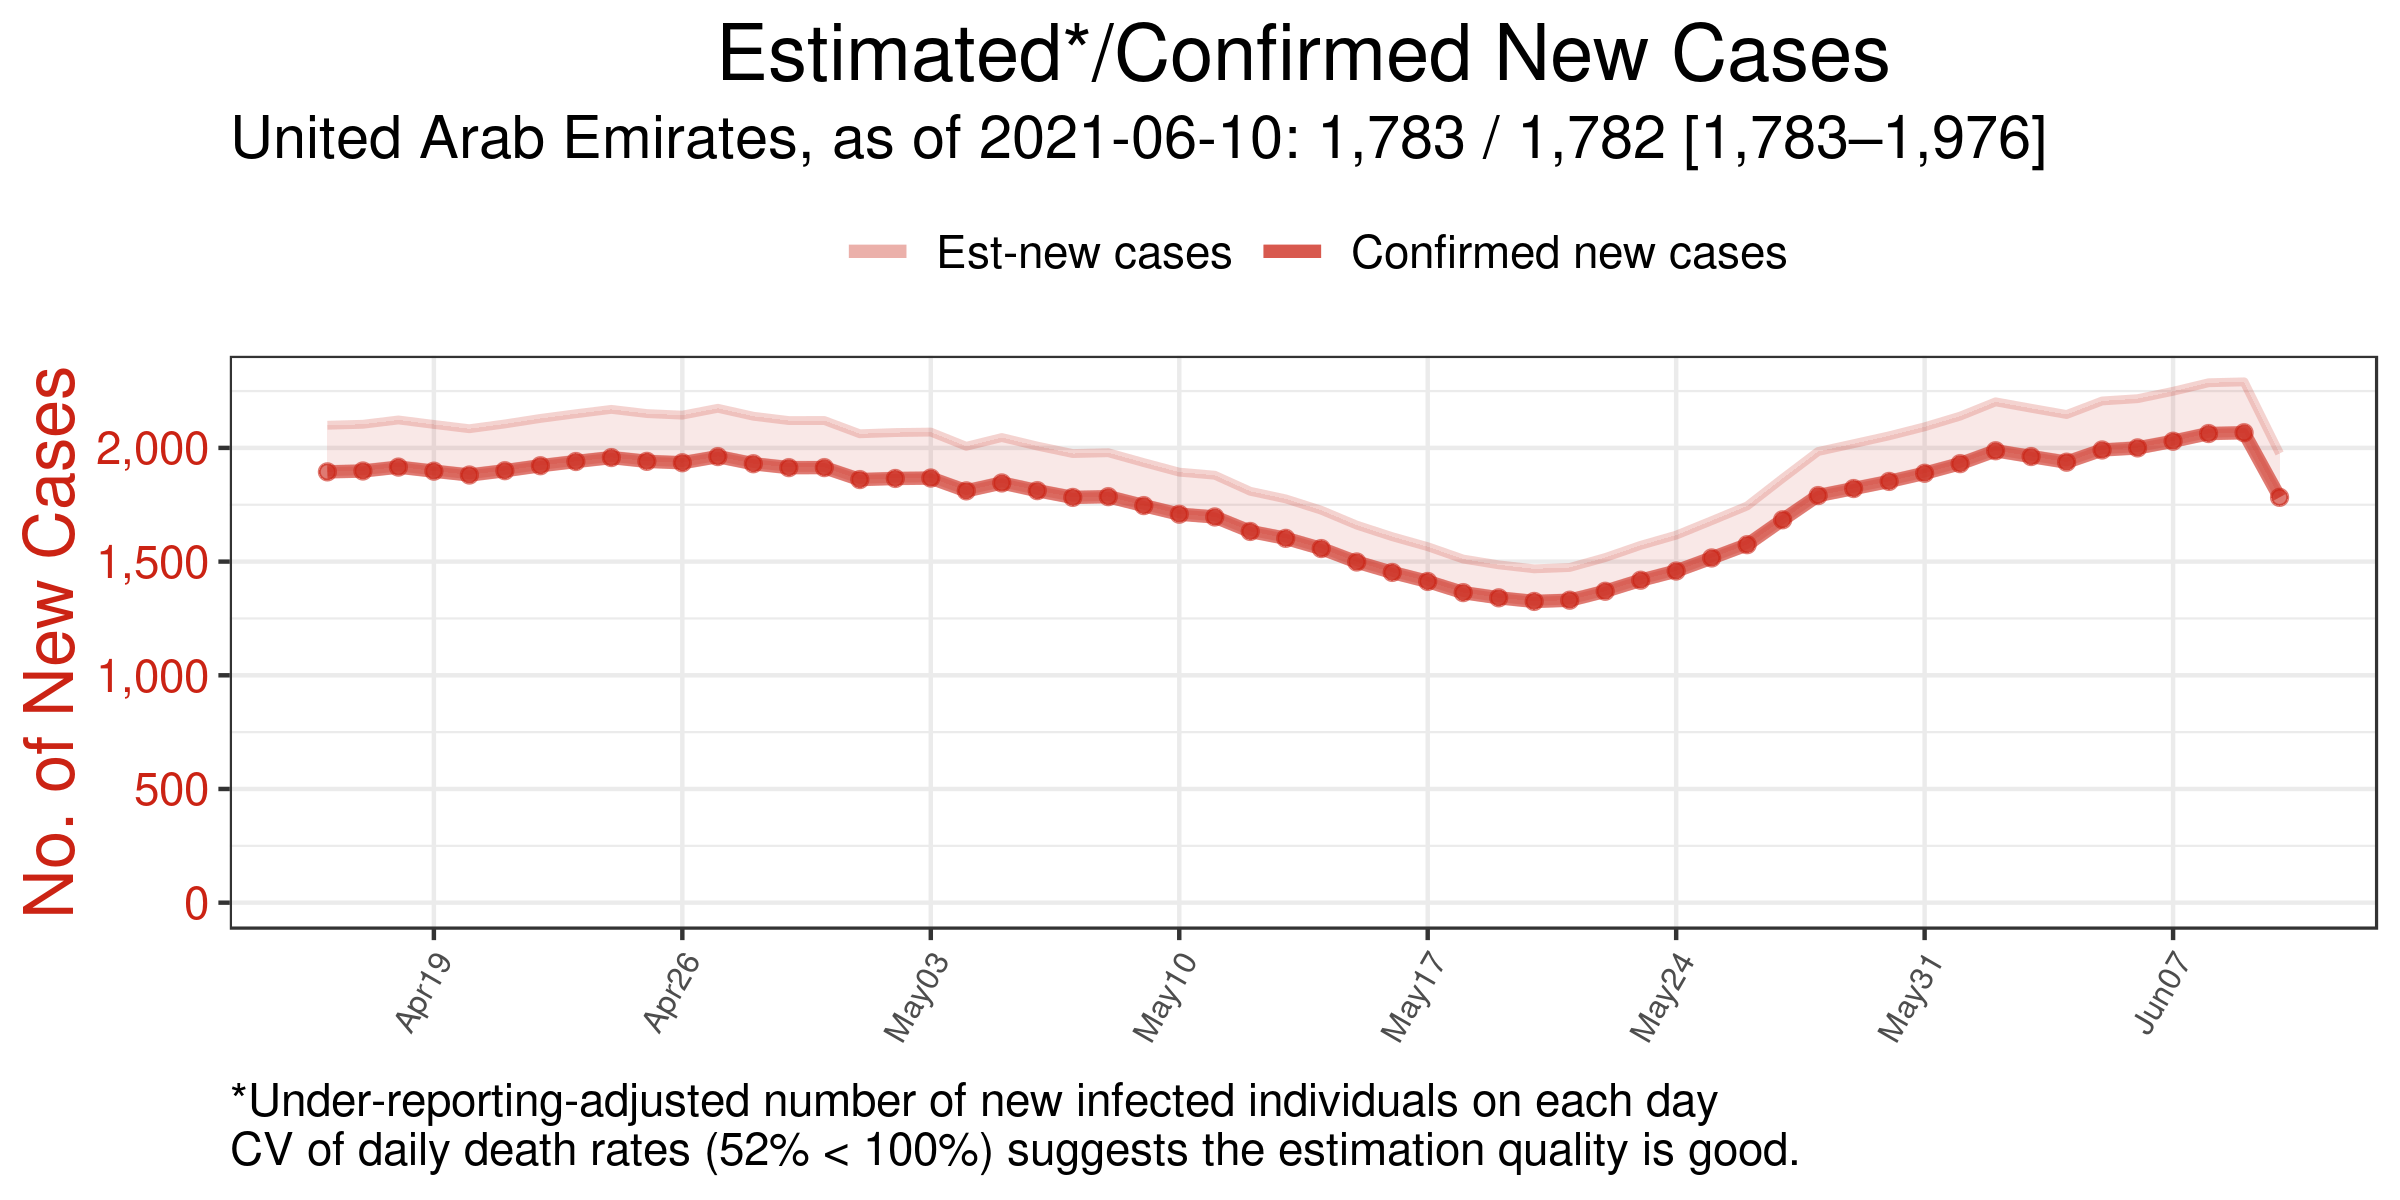 Estimated*/Confirmed New Cases
United Arab Emirates, as of 2021-06-10: 1,783 / 1,782 [1,783–1,976]
Est-new cases Confirmed new cases
No. of New Cases
2,000
1,500
1,000
500
0
Apr19 Apr26 May03 May10 May17 May24 May31 Jun07
*Under-reporting-adjusted number of new infected individuals on each day
CV of daily death rates (52% < 100%) suggests the estimation quality is good.